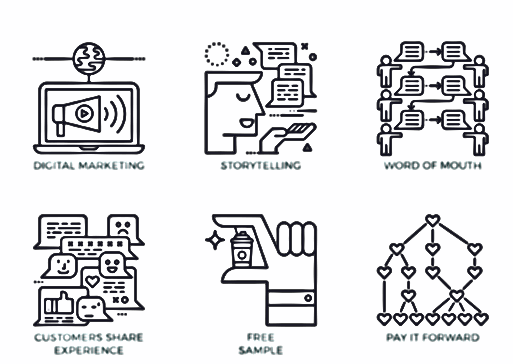 DIGITAL MARKETING
STORYTELLING
WORD OF MOUTH
CUSTOMERS SHARE
EXPERIENCE
FREE
SAMPLE
PAY IT FORWARD